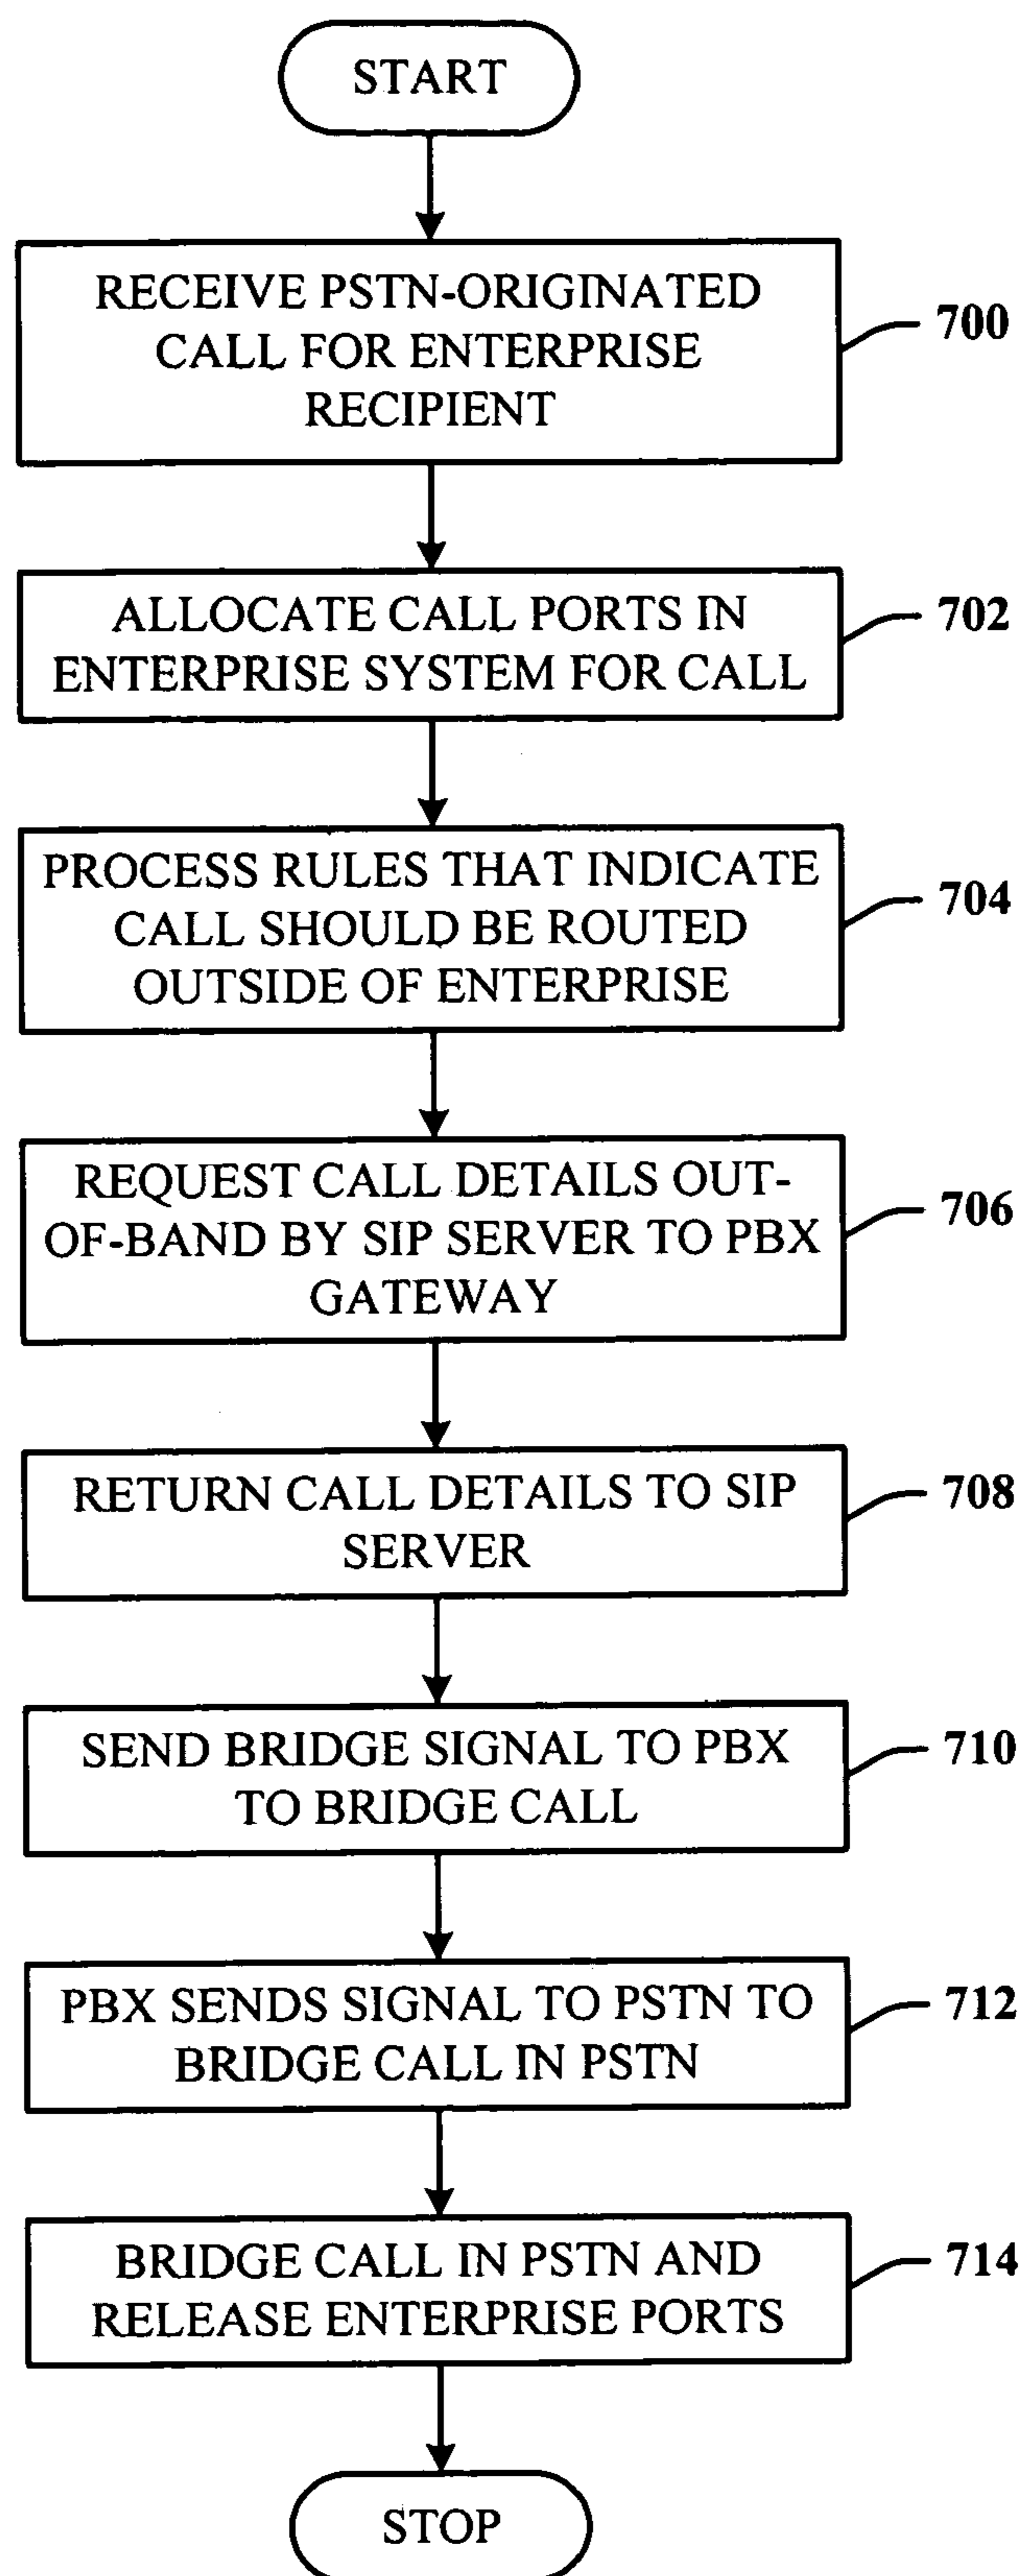 START
RECEIVE PSTN-ORIGINATED
CALL FOR ENTERPRISE
RECIPIENT
700
ALLOCATE CALL PORTS IN
ENTERPRISE SYSTEM FOR CALL
702
PROCESS RULES THAT INDICATE
CALL SHOULD BE ROUTED
OUTSIDE OF ENTERPRISE
704
REQUEST CALL DETAILS OUT-
OF-BAND BY SIP SERVER TO PBX
GATEWAY
706
RETURN CALL DETAILS TO SIP
SERVER
708
SEND BRIDGE SIGNAL TO PBX
TO BRIDGE CALL
710
PBX SENDS SIGNAL TO PSTN TO
BRIDGE CALL IN PSTN
712
BRIDGE CALL IN PSTN AND
RELEASE ENTERPRISE PORTS
714
STOP